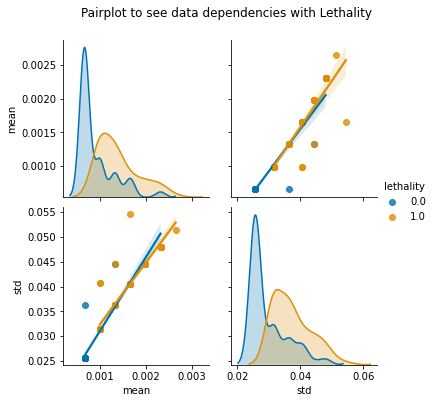 Pairplot to see data dependencies with Lethality
0.0025
0.0020
0.0015
0.0010
mean
lethality
0.0
1.0
0.055
0.050
0.045
0.040
0.035
0.030
0.025
std
0.001 0.002 0.003
mean
0.02 0.04 0.06
std